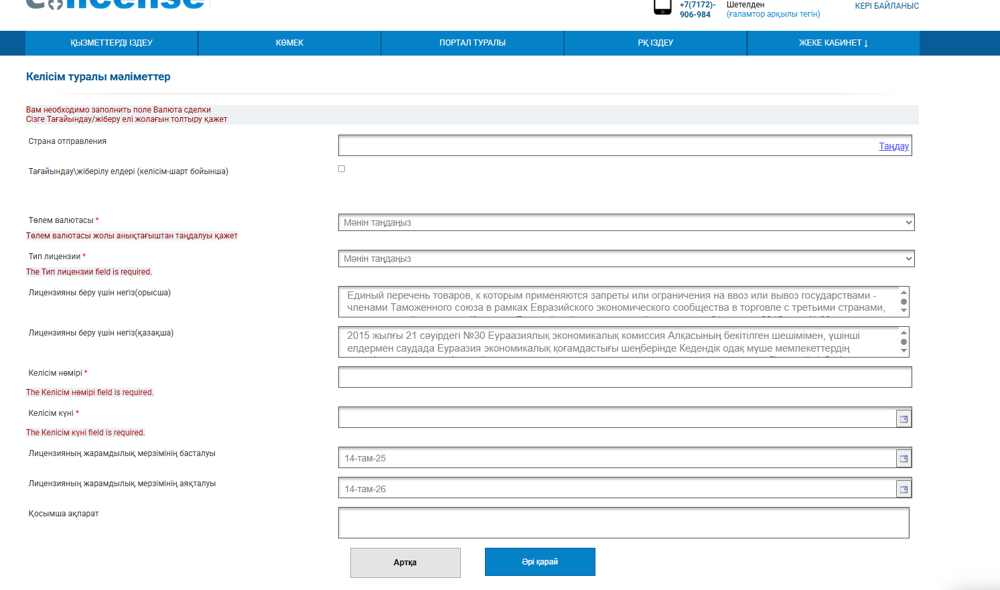 +7(7172)-
906-984
Шетелден
(ғаламтор арқылы тегін)
КЕРІ БАЙЛАНЫС
ҚЫЗМЕТТЕРДІ ІЗДЕУ
КӨМЕК
ПОРТАЛ ТУРАЛЫ
РҚ ІЗДЕУ
ЖЕКЕ КАБИНЕТ ↓
Келісім туралы мәліметтер
Вам необходимо заполнить поле Валюта сделки
Сізге Тағайындау/жіберу елі жолағын толтыру қажет
Страна отправления
Таңдау
Тағайындау\жіберілу елдері (келісім-шарт бойынша)
Төлем валютасы *
Мәнін таңдаңыз
Төлем валютасы жолы анықтағыштан таңдалуы қажет
Тип лицензии *
Мәнін таңдаңыз
The Тип лицензии field is required.
Лицензияны беру үшін негіз(орысша)
Единый перечень товаров, к которым применяются запреты или ограничения на ввоз или вывоз государствами -
членами Таможенного союза в рамках Евразийского экономического сообщества в торговле с третьими странами,
Лицензияны беру үшін негіз(қазақша)
2015 жылғы 21 сәуірдегі №30 Еураазиялық экономикалық комиссия Алқасының бекітілген шешімімен, үшінші
елдермен саудада Еуразия экономикалық қоғамдастығы шеңберінде Кедендік одақ мүше мемлекеттердің
Келісім нөмірі *
The Келісім нөмірі field is required.
Келісім күні *
The Келісім күні field is required.
Лицензияның жарамдылық мерзімінің басталуы
14-там-25
Лицензияның жарамдылық мерзімінің аяқталуы
14-там-26
Қосымша ақпарат
Артқа
Әрі қарай